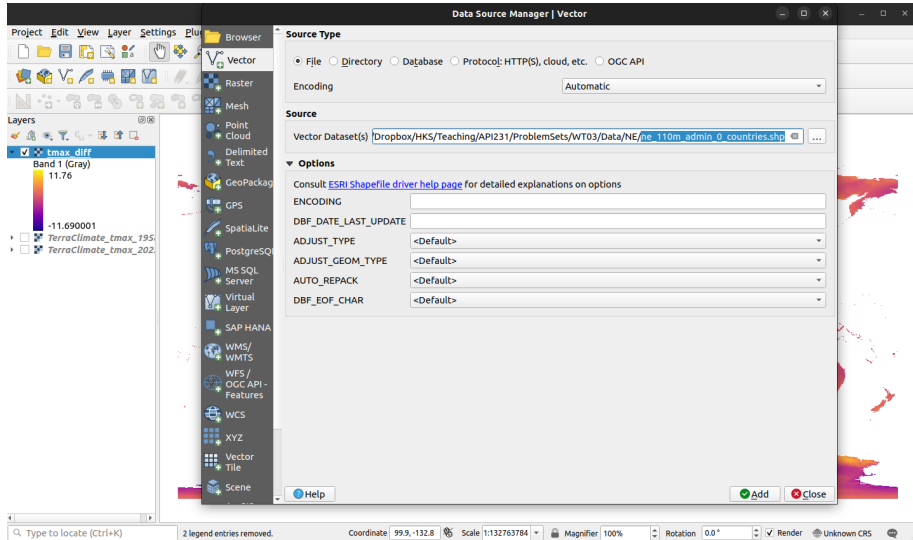 Data Source Manager | Vector
Project Edit View Layer Settings Plu
Layers
tmax_diff
Band 1 (Gray)
11.76
-11.690001
TerraClimate_tmax_195
TerraClimate_tmax_202
Browser
Vector
Raster
Mesh
Point
Cloud
Delimited
Text
GeoPackag
GPS
SpatiaLite
PostgreSQL
MS SQL
Server
Virtual
Layer
SAP HANA
WMS/
WMTS
WFS /
OGC API -
Features
WCS
XYZ
Vector
Tile
Scene
Source Type
File Directory Database Protocol: HTTP(S), cloud, etc. OGC API
Encoding Automatic
Source
Vector Dataset(s) 'Dropbox/HKS/Teaching/API231/ProblemSets/WT03/Data/NE/ne_110m_admin_0_countries.shp ...
Options
Consult ESRI Shapefile driver help page for detailed explanations on options
ENCODING
DBF_DATE_LAST_UPDATE
ADJUST_TYPE <Default>
ADJUST_GEOM_TYPE <Default>
AUTO_REPACK <Default>
DBF_EOF_CHAR <Default>
Help Add Close
Type to locate (Ctrl+K) 2 legend entries removed. Coordinate 99.9, -132.8 Scale 1:132763784 Magnifier 100% Rotation 0.0 ° Render Unknown CRS